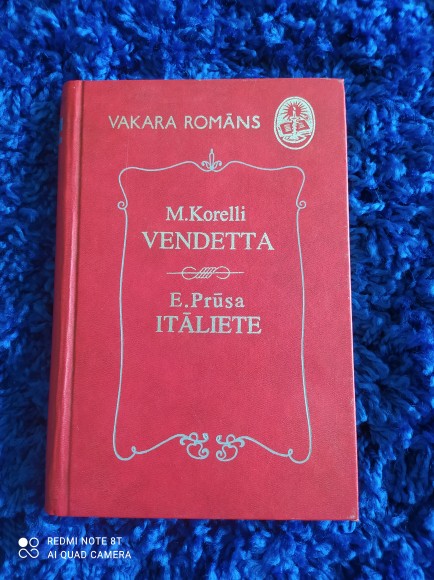 VAKARA ROMĀNS
M.Korelli
VENDETTA
E.Prūsa
ITĀLIETE
REDMI NOTE 8T
AI QUAD CAMERA